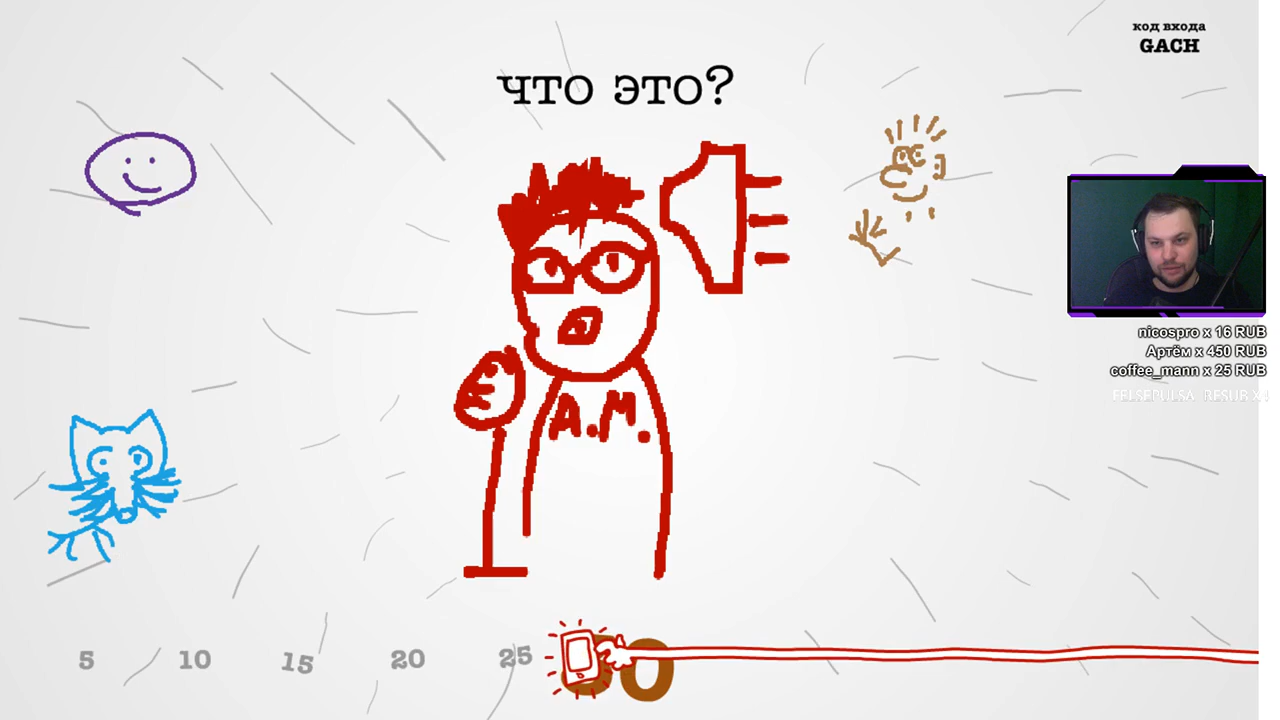 код входа
GACH
что это?
А.М.
nicospro x 16 RUB
Артём x 450 RUB
coffee_mann x 25 RUB
5 10 15 20 25 30